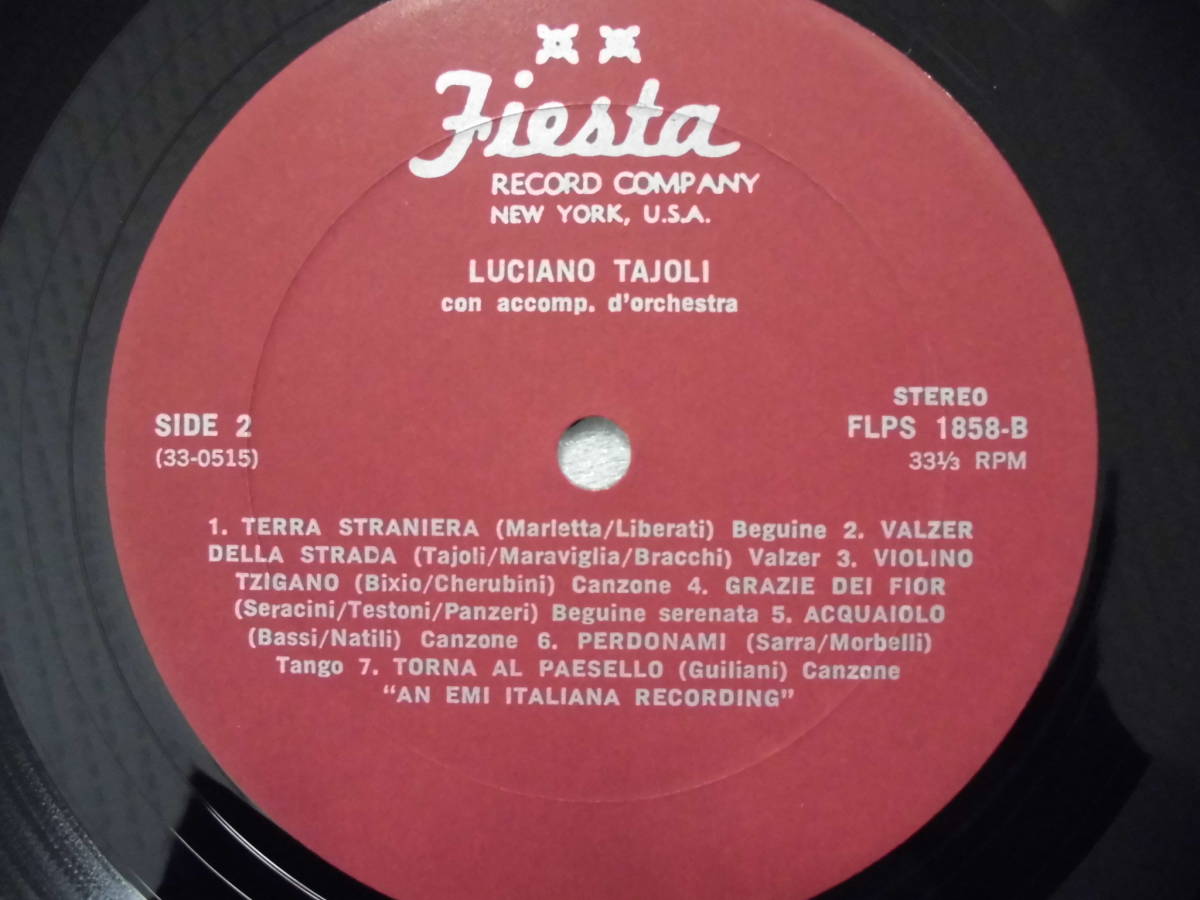 Fiesta
RECORD COMPANY
NEW YORK, U.S.A.
LUCIANO TAJOLI
con accomp. d'orchestra
STEREO
SIDE 2
FLPS 1858-B
(33-0515)
33⅓ RPM
1. TERRA STRANIERA (Marletta/Liberati) Beguine 2. VALZER
DELLA STRADA (Tajoli/Maraviglia/Bracchi) Valzer 3. VIOLINO
TZIGANO (Bixio/Cherubini) Canzone 4. GRAZIE DEI FIOR
(Seracini/Testoni/Panzeri) Beguine serenata 5. ACQUAIOLO
(Bassi/Natili) Canzone 6. PERDONAMI (Sarra/Morbelli)
Tango 7. TORNA AL PAESELLO (Guiliani) Canzone
"AN EMI ITALIANA RECORDING"